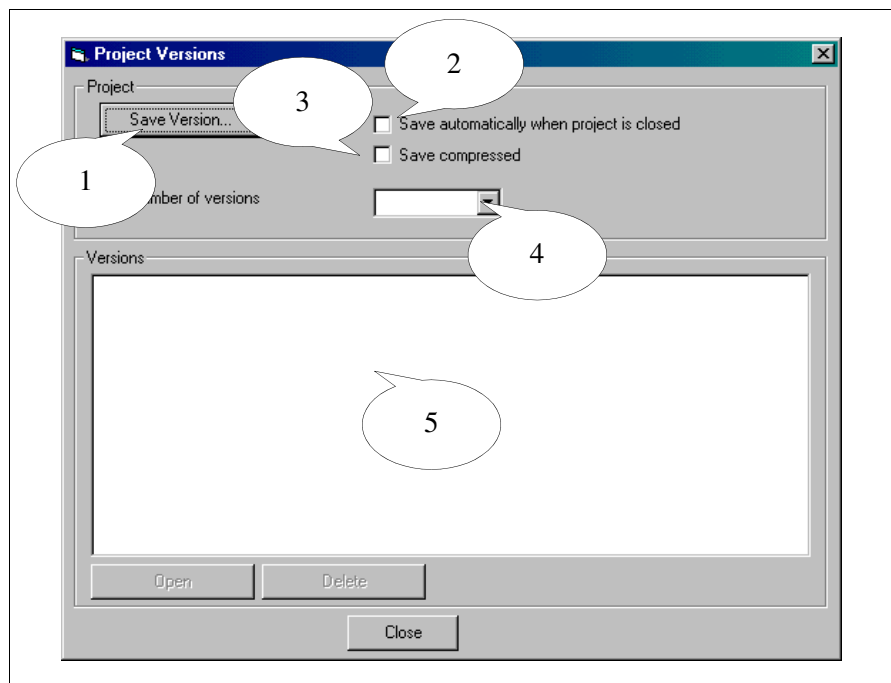 Project Versions
2
Project
3
Save Version...
Save automatically when project is closed
Save compressed
1
mber of versions
4
Versions
5
Open Delete
Close